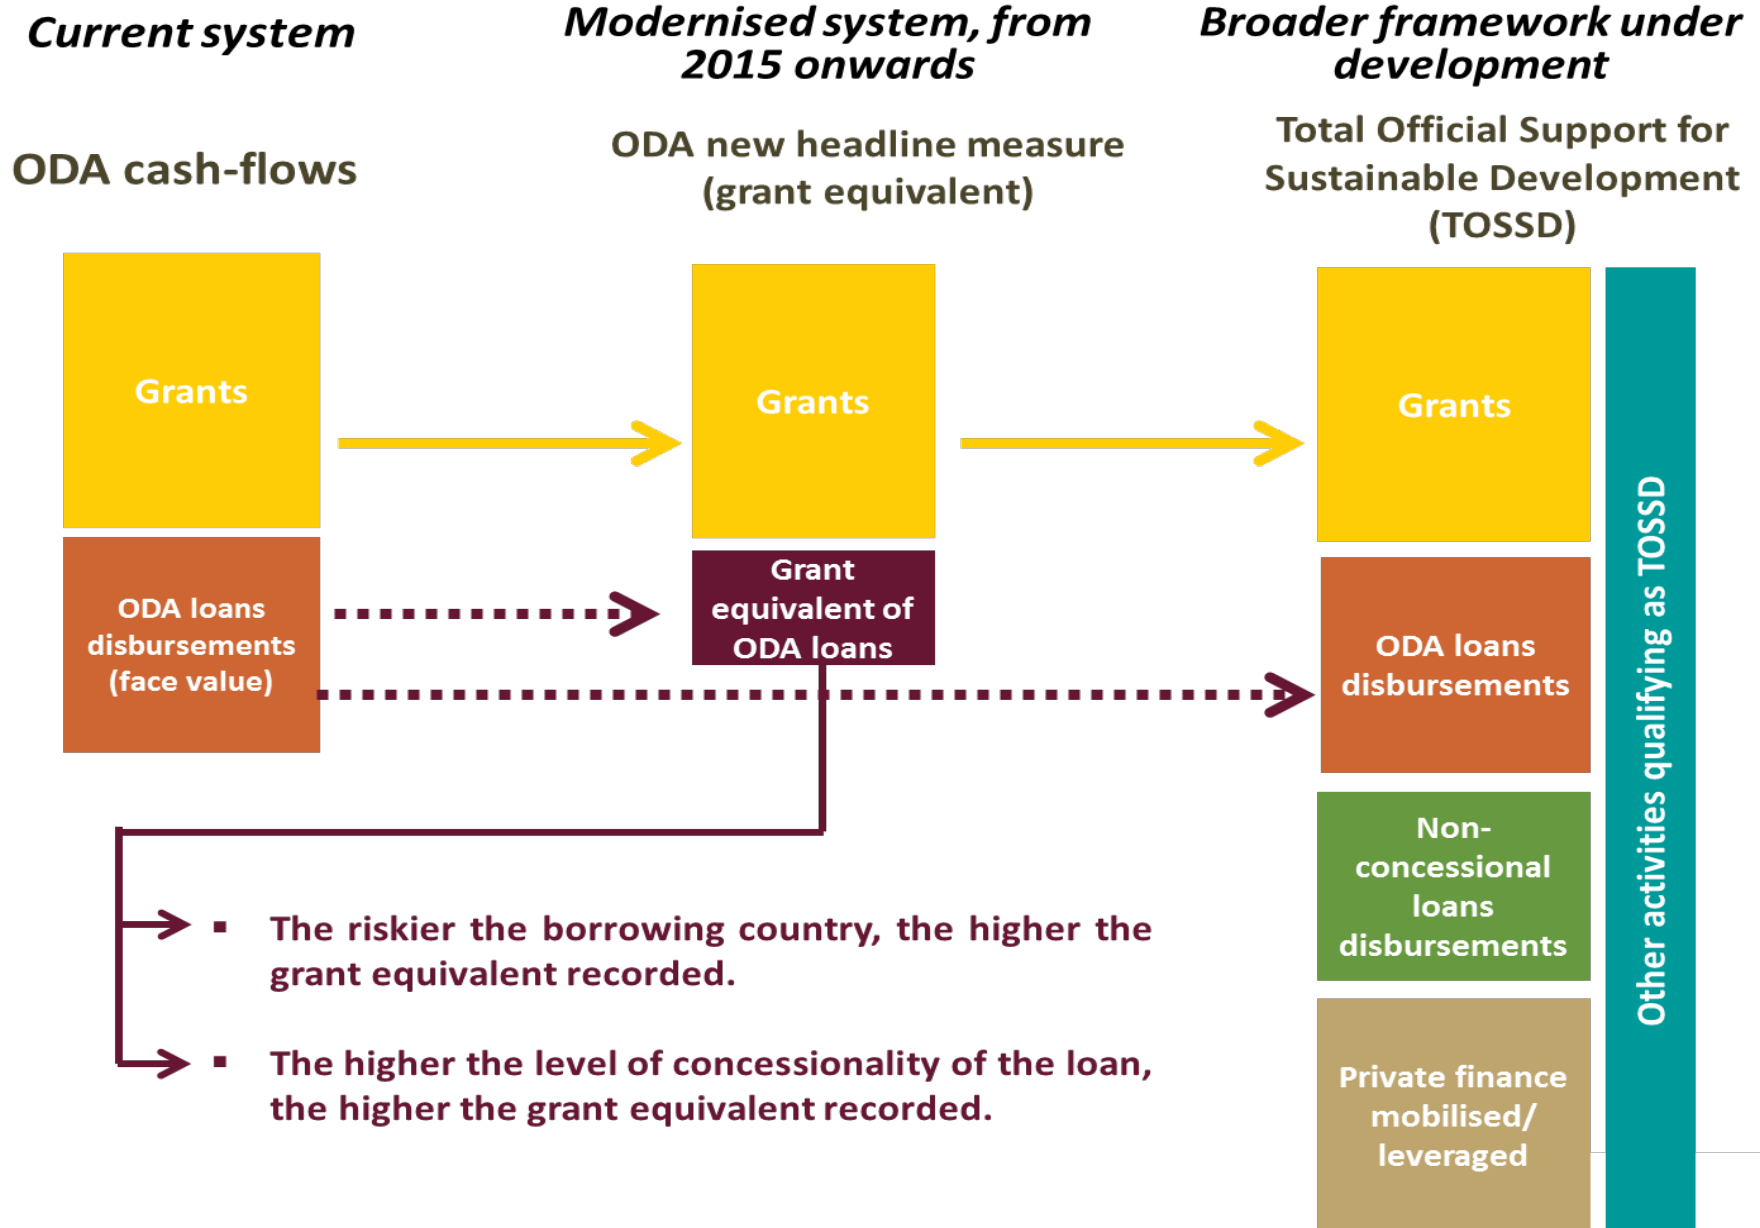 Current system
Modernised system, from
2015 onwards
Broader framework under
development
ODA cash-flows
ODA new headline measure
(grant equivalent)
Total Official Support for
Sustainable Development
(TOSSD)
Grants
Grants
Grants
ODA loans
disbursements
(face value)
Grant
equivalent of
ODA loans
ODA loans
disbursements
Non-
concessional
loans
disbursements
Private finance
mobilised/
leveraged
Other activities qualifying as TOSSD
▪ The riskier the borrowing country, the higher the
grant equivalent recorded.
▪ The higher the level of concessionality of the loan,
the higher the grant equivalent recorded.